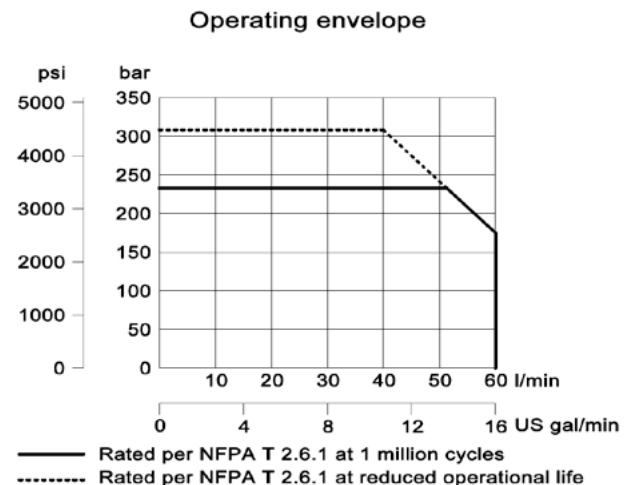 Operating envelope
psi bar
5000 350
300
4000
250
3000 200
150
2000
100
1000
50
0 0
10 20 30 40 50 60 l/min
0 4 8 12 16 US gal/min
Rated per NFPA T 2.6.1 at 1 million cycles
Rated per NFPA T 2.6.1 at reduced operational life